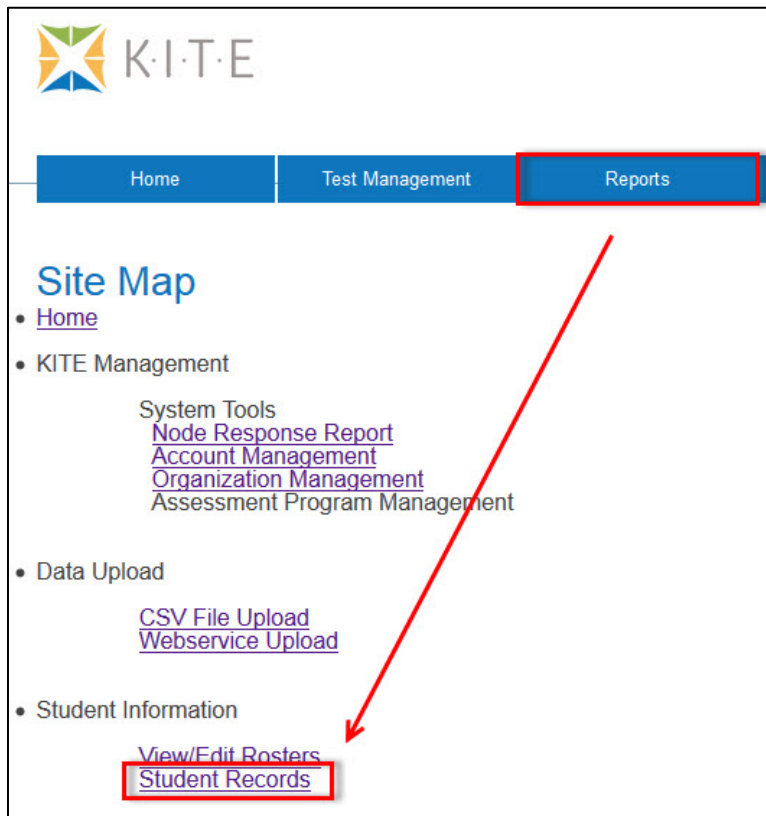 K·I·T·E
Home Test Management Reports
Site Map
• Home
• KITE Management
System Tools
Node Response Report
Account Management
Organization Management
Assessment Program Management
• Data Upload
CSV File Upload
Webservice Upload
• Student Information
View/Edit Rosters
Student Records